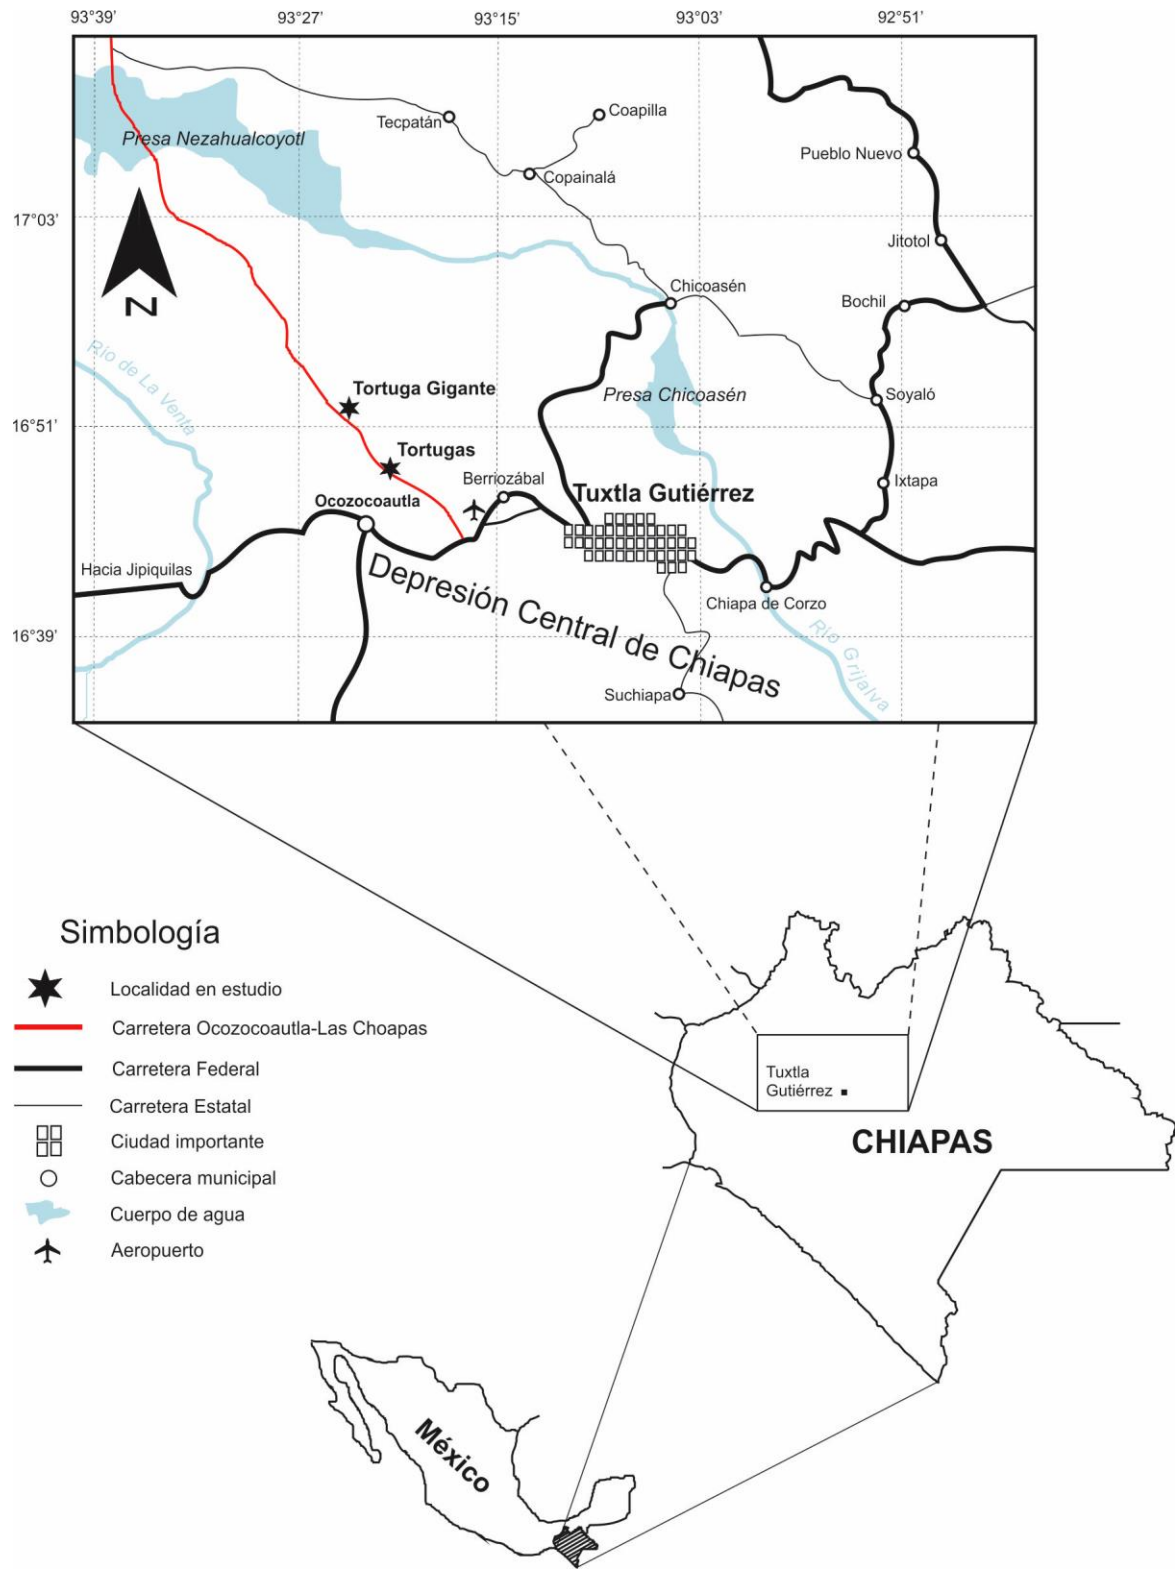 93°39' 93°27' 93°15' 93°03' 92°51'
Tecpatán
Coapilla
Presa Nezahualcoyotl
Pueblo Nuevo
Copainalá
17°03'
Jitotol
N
Chicoasén
Bochil
Río de La Venta
Tortuga Gigante
Presa Chicoasén
Soyaló
16°51'
Tortugas
Berriozábal
Ixtapa
Ocozocoautla
Tuxtla Gutiérrez
Hacia Jipiquilas
Depresión Central de Chiapas
Chiapa de Corzo
16°39'
Río Grijalva
Suchiapa
Simbología
Localidad en estudio
Carretera Ocozocoautla-Las Choapas
Carretera Federal
Carretera Estatal
Ciudad importante
Cabecera municipal
Cuerpo de agua
Aeropuerto
Tuxtla
Gutiérrez
CHIAPAS
México